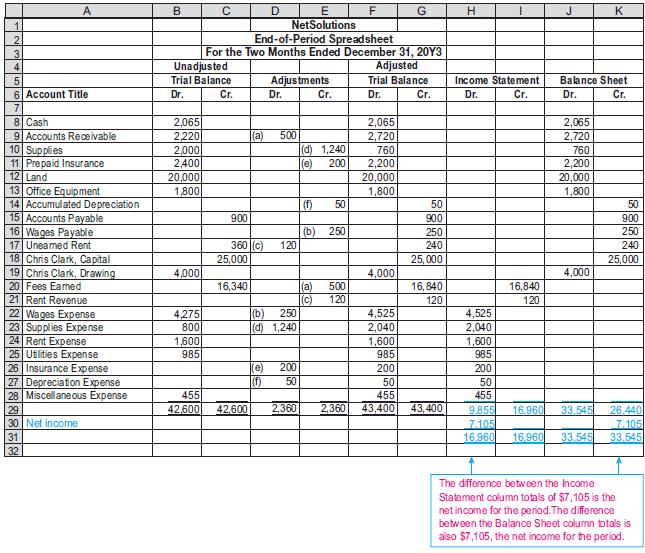 A B C D E F G H I J K
1 NetSolutions
2 End-of-Period Spreadsheet
3 For the Two Months Ended December 31, 20Y3
4 Unadjusted Adjusted
5 Trial Balance Adjustments Trial Balance Income Statement Balance Sheet
6 Account Title Dr. Cr. Dr. Cr. Dr. Cr. Dr. Cr. Dr. Cr.
7
8 Cash 2,065 2,065 2,065
9 Accounts Receivable 2,220 (a) 500 2,720 2,720
10 Supplies 2,000 (d) 1,240 760 760
11 Prepaid Insurance 2,400 (e) 200 2,200 2,200
12 Land 20,000 20,000 20,000
13 Office Equipment 1,800 1,800 1,800
14 Accumulated Depreciation (f) 50 50 50
15 Accounts Payable 900 900 900
16 Wages Payable (b) 250 250 250
17 Unearned Rent 360 (c) 120 240 240
18 Chris Clark, Capital 25,000 25,000 25,000
19 Chris Clark, Drawing 4,000 4,000 4,000
20 Fees Earned 16,340 (a) 500 16,840 16,840
21 Rent Revenue (c) 120 120 120
22 Wages Expense 4,275 (b) 250 4,525 4,525
23 Supplies Expense 800 (d) 1,240 2,040 2,040
24 Rent Expense 1,600 1,600 1,600
25 Utilities Expense 985 985 985
26 Insurance Expense (e) 200 200 200
27 Depreciation Expense (f) 50 50 50
28 Miscellaneous Expense 455 455 455
29 42,600 42,600 2,360 2,360 43,400 43,400 9,855 16,960 33,545 26,440
30 Net income 7,105 7,105
31 16,960 16,960 33,545 33,545
32
The difference between the Income
Statement column totals of $7,105 is the
net income for the period. The difference
between the Balance Sheet column totals is
also $7,105, the net income for the period.